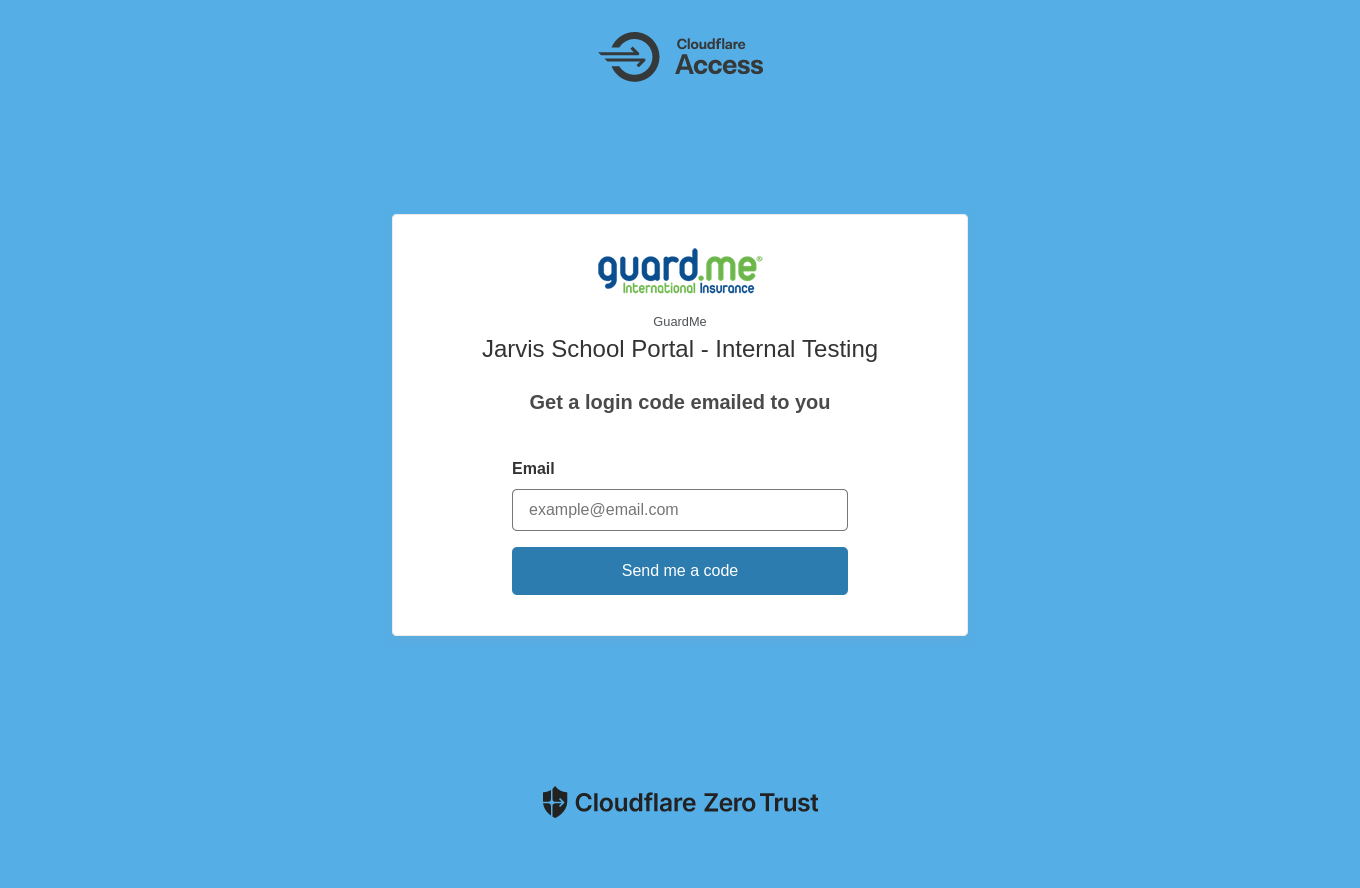 Cloudflare
Access
guard.me®
International Insurance
GuardMe
Jarvis School Portal - Internal Testing
Get a login code emailed to you
Email
example@email.com
Send me a code
Cloudflare Zero Trust